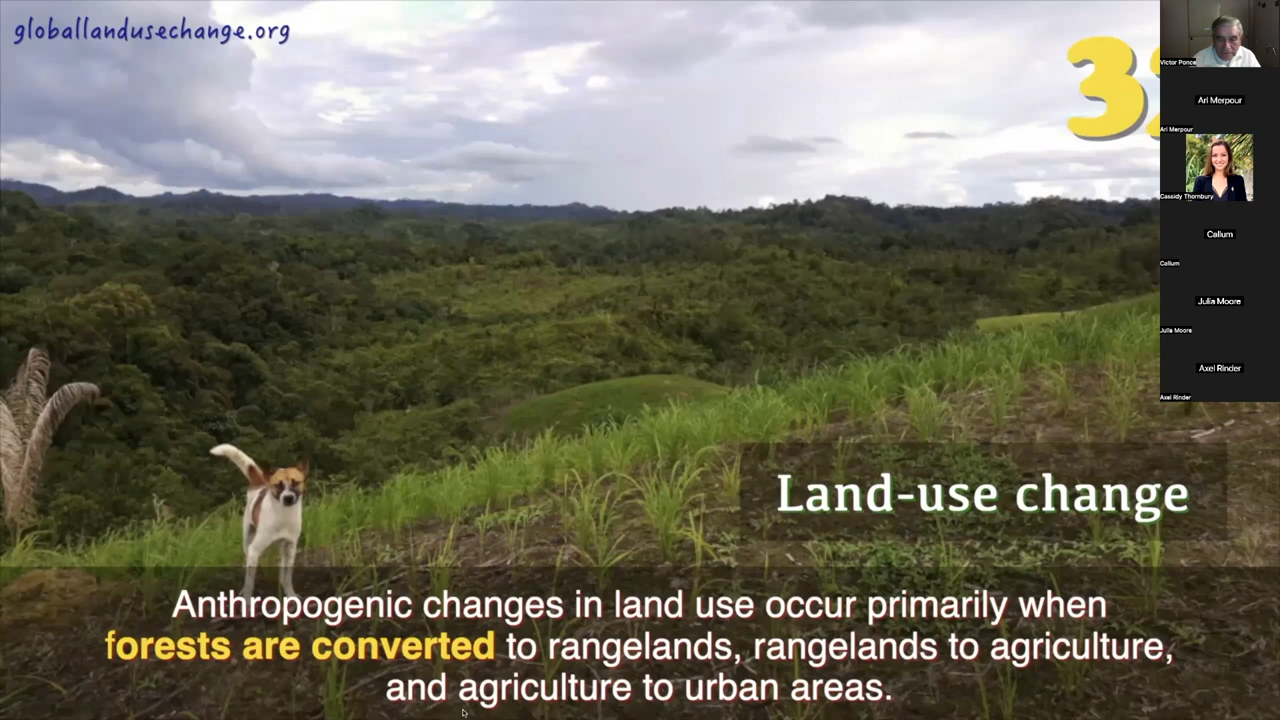 globallandusechange.org
3
Land-use change
Anthropogenic changes in land use occur primarily when
forests are converted to rangelands, rangelands to agriculture,
and agriculture to urban areas.
Victor Ponce
Ari Merpour
Ari Merpour
Cassidy Thornbury
Callum
Callum
Julia Moore
Julia Moore
Axel Rinder
Axel Rinder